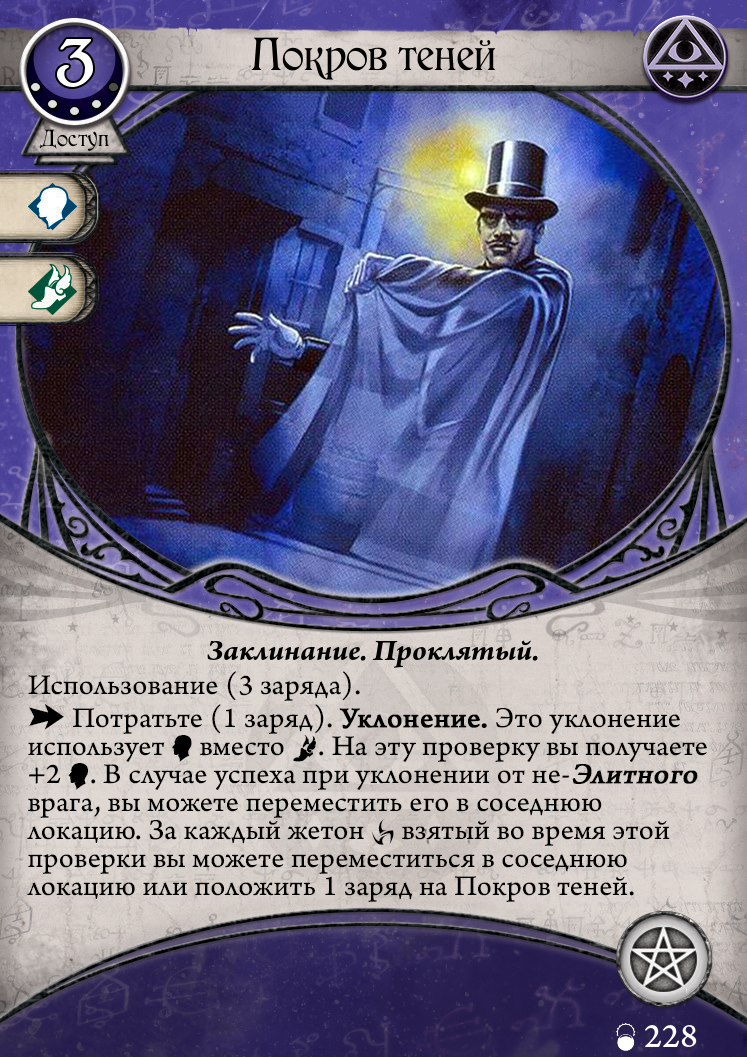 3
Покров теней
Доступ
Заклинание. Проклятый.
Использование (3 заряда).
Потратьте (1 заряд). Уклонение. Это уклонение
использует вместо . На эту проверку вы получаете
+2 . В случае успеха при уклонении от не-Элитного
врага, вы можете переместить его в соседнюю
локацию. За каждый жетон взятый во время этой
проверки вы можете переместиться в соседнюю
локацию или положить 1 заряд на Покров теней.
228